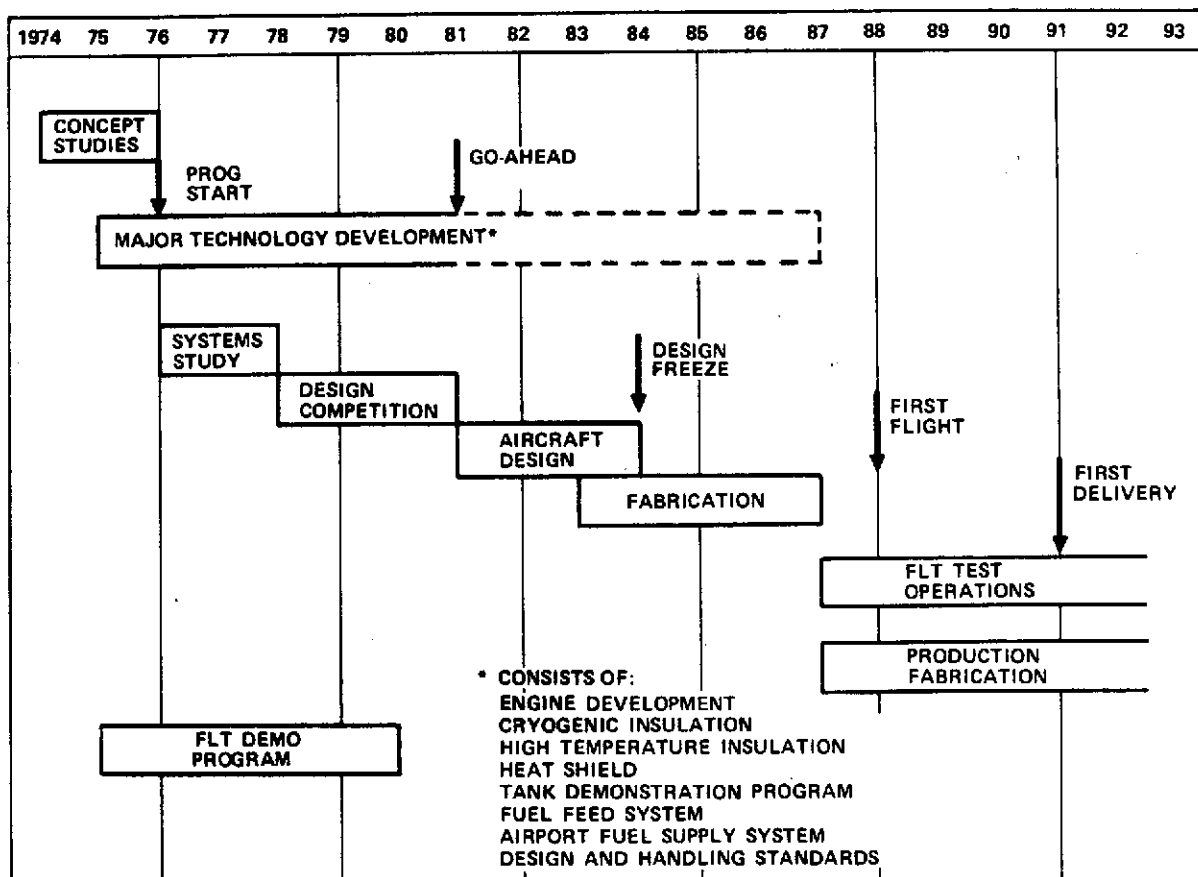 1974 75 76 77 78 79 80 81 82 83 84 85 86 87 88 89 90 91 92 93
CONCEPT
STUDIES
PROG
START
GO-AHEAD
MAJOR TECHNOLOGY DEVELOPMENT*
SYSTEMS
STUDY
DESIGN
COMPETITION
DESIGN
FREEZE
AIRCRAFT
DESIGN
FIRST
FLIGHT
FABRICATION
FIRST
DELIVERY
FLT TEST
OPERATIONS
PRODUCTION
FABRICATION
FLT DEMO
PROGRAM
* CONSISTS OF:
ENGINE DEVELOPMENT
CRYOGENIC INSULATION
HIGH TEMPERATURE INSULATION
HEAT SHIELD
TANK DEMONSTRATION PROGRAM
FUEL FEED SYSTEM
AIRPORT FUEL SUPPLY SYSTEM
DESIGN AND HANDLING STANDARDS